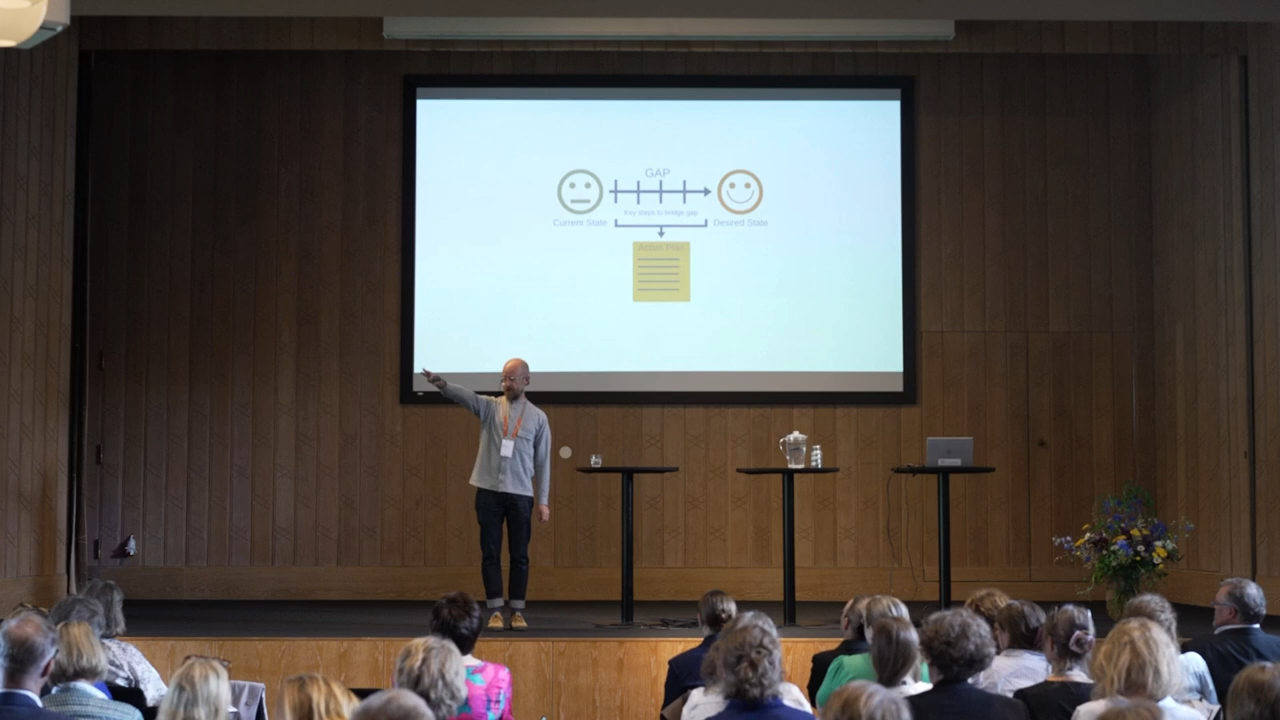 GAP
Key steps to bridge gap
Current State
Desired State
Action Plan